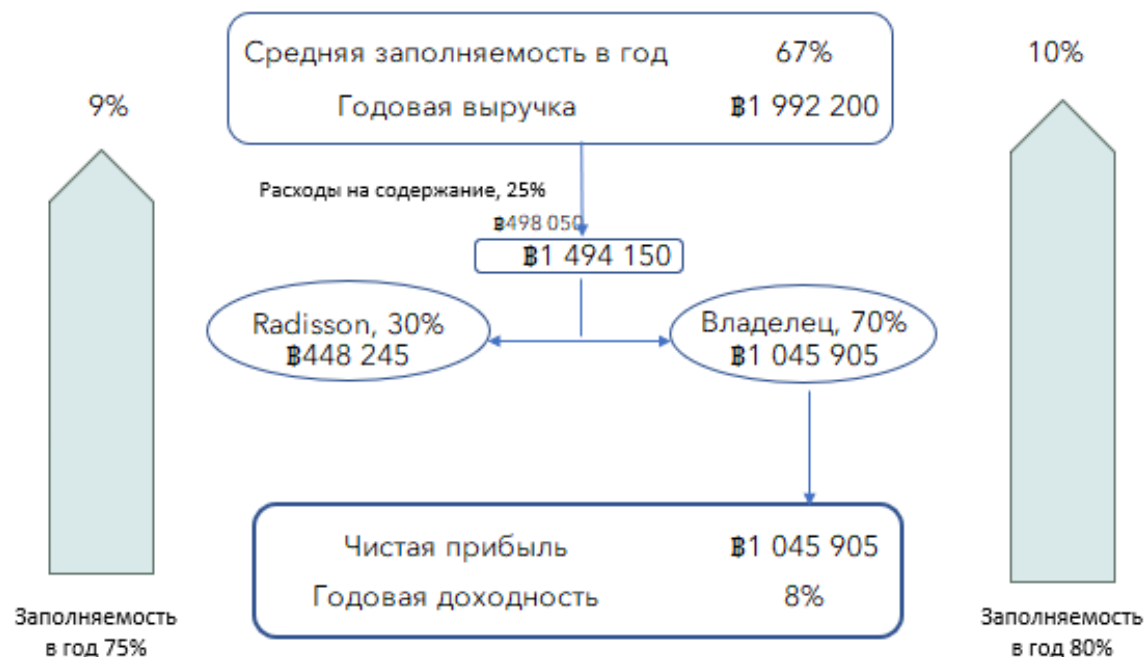 Средняя заполняемость в год 67%
Годовая выручка ฿1 992 200
10%
9%
Расходы на содержание, 25%
฿498 050
฿1 494 150
Radisson, 30%
฿448 245
Владелец, 70%
฿1 045 905
Чистая прибыль ฿1 045 905
Годовая доходность 8%
Заполняемость
в год 75%
Заполняемость
в год 80%